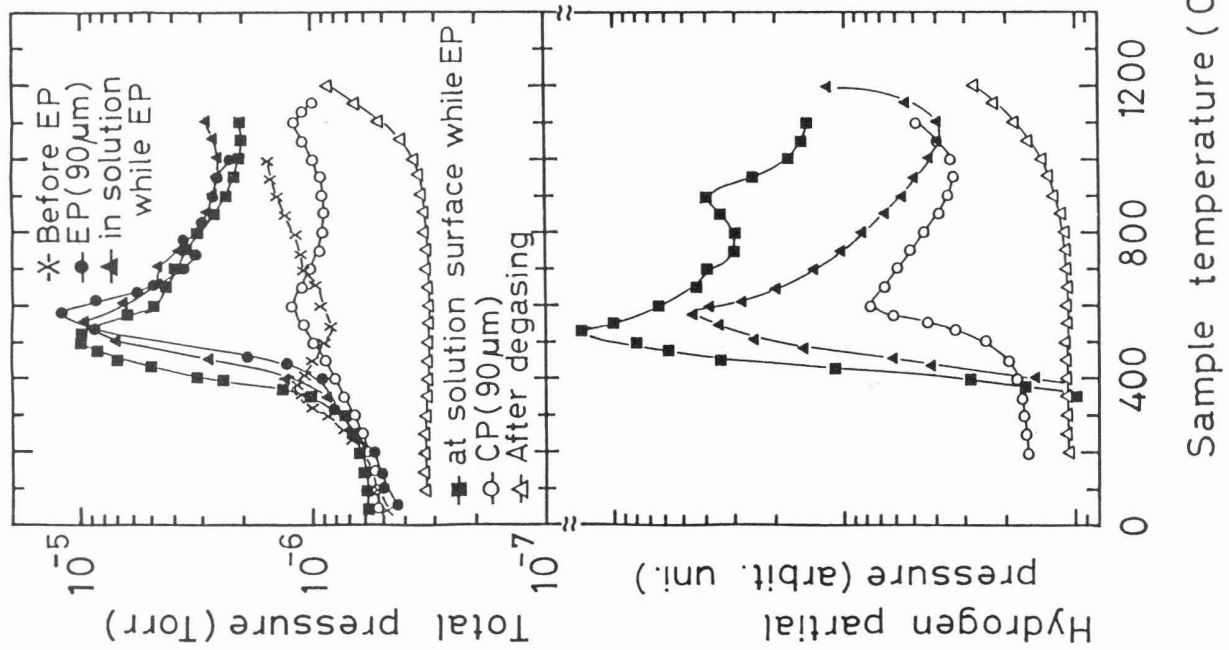 -X- Before EP
EP (90μm)
in solution
while EP
at solution surface while EP
CP (90μm)
After degasing
10-5
10-6
10-7
Total pressure (Torr)
Hydrogen partial
pressure (arbit. uni.)
0
400
800
1200
Sample temperature (